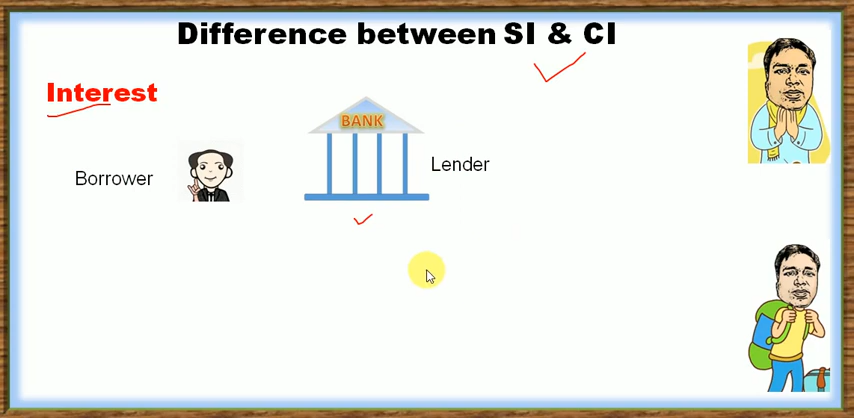 Difference between SI & CI
Interest
BANK
Borrower
Lender